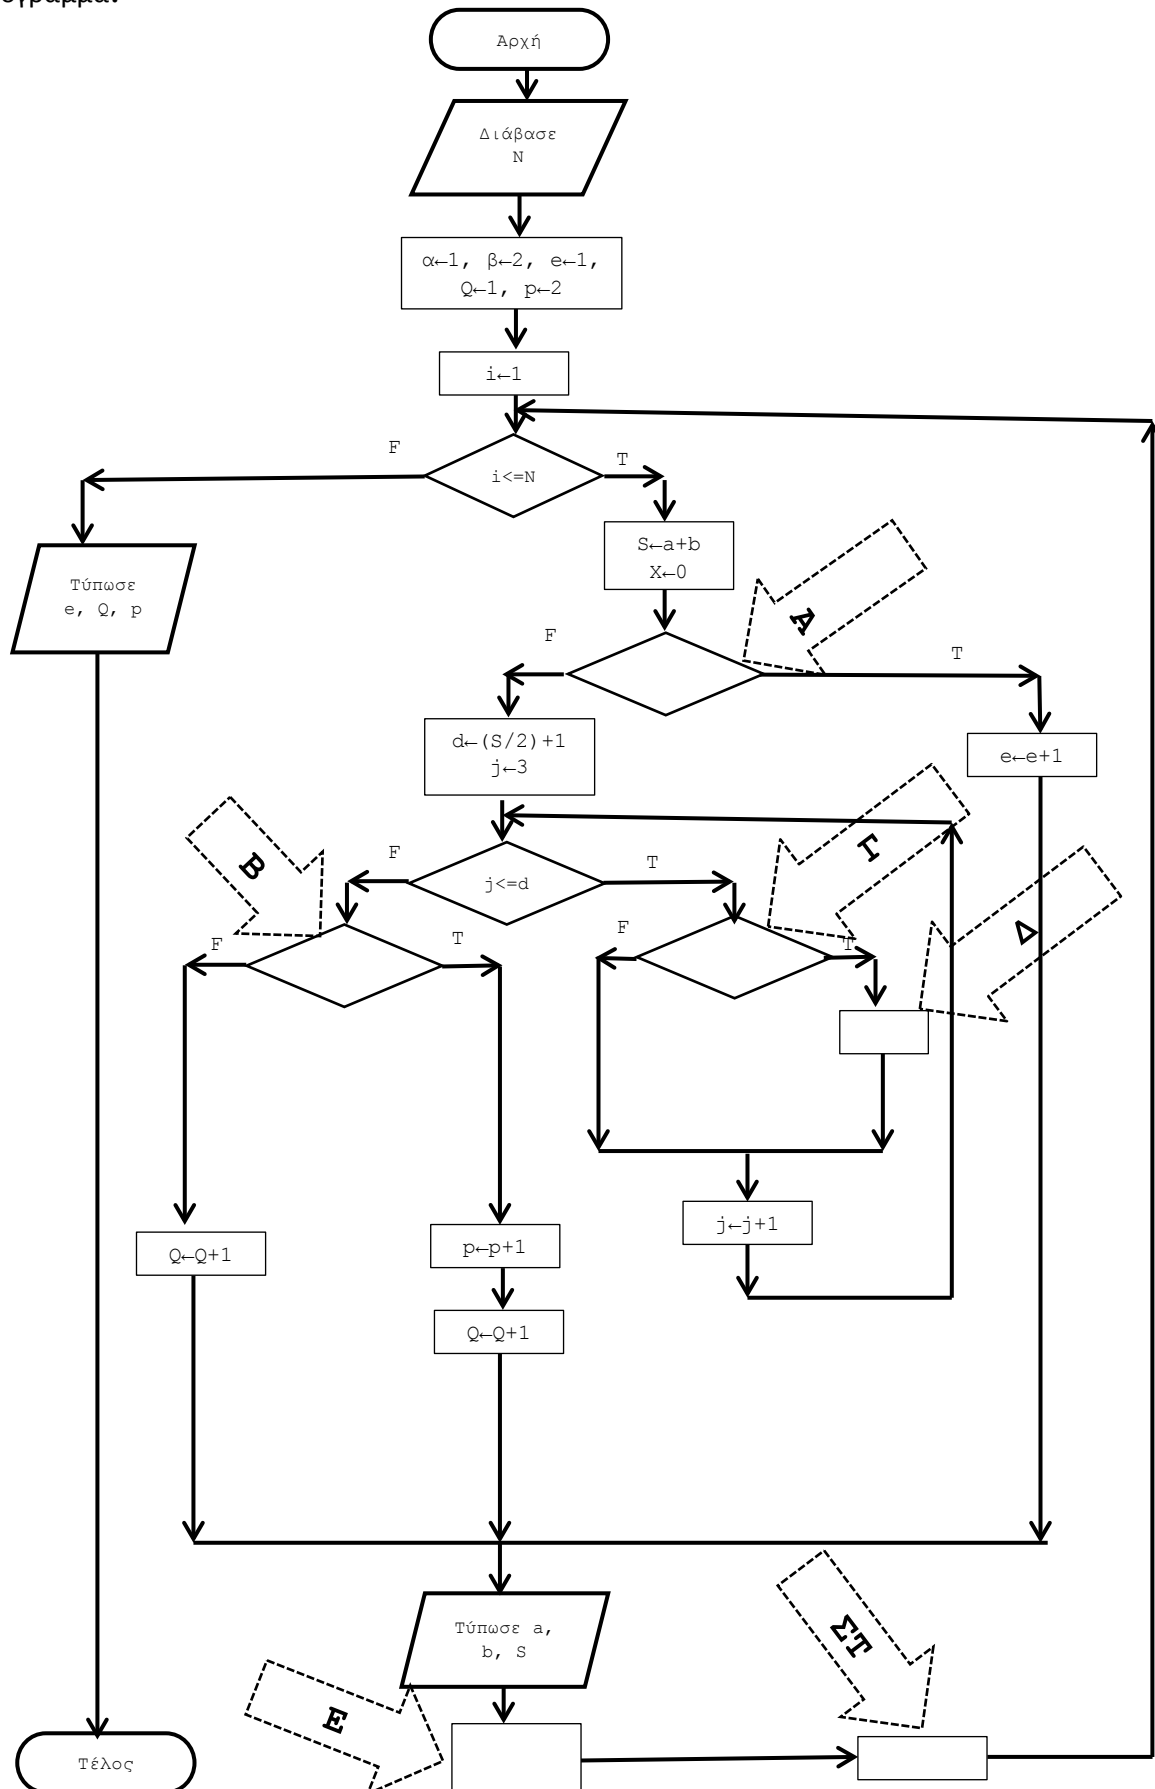 Αρχή
Διάβασε
N
α←1, β←2, e←1,
Q←1, p←2
i←1
F
i<=N
T
S←a+b
X←0
Τύπωσε
e, Q, p
Α
F
T
d←(S/2)+1
j←3
e←e+1
Β
Γ
F
j<=d
T
Δ
F
T
F
T
Q←Q+1
p←p+1
j←j+1
Q←Q+1
Τύπωσε a,
b, S
ΣΤ
Ε
Τέλος